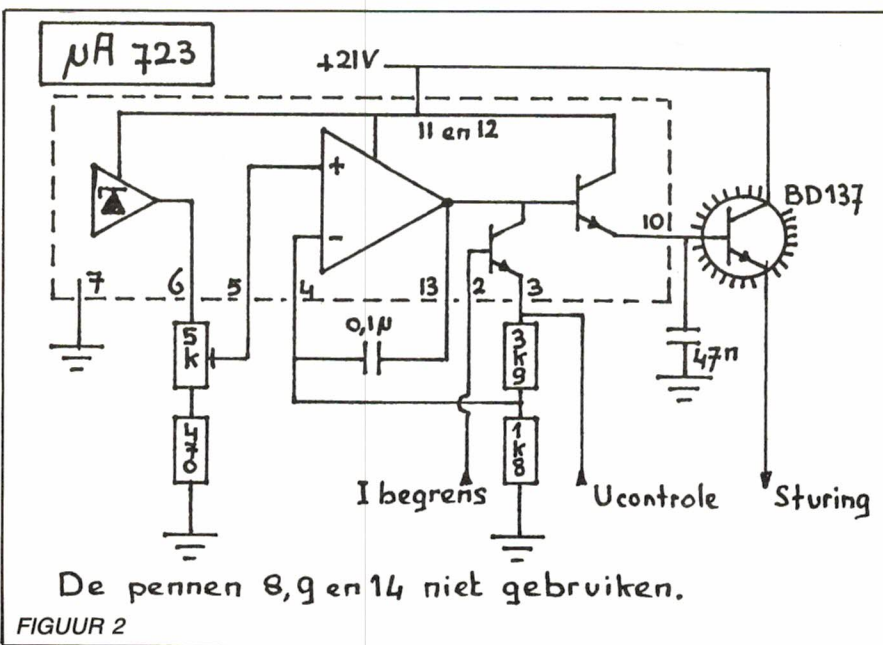 µA 723
+21V
11 en 12
+
-
BD137
10
7
6
5
4
13
2
3
0,1µ
5k
3k9
47n
470
1k8
I begrens
Ucontrole
Sturing
De pennen 8,9 en 14 niet gebruiken.
FIGUUR 2